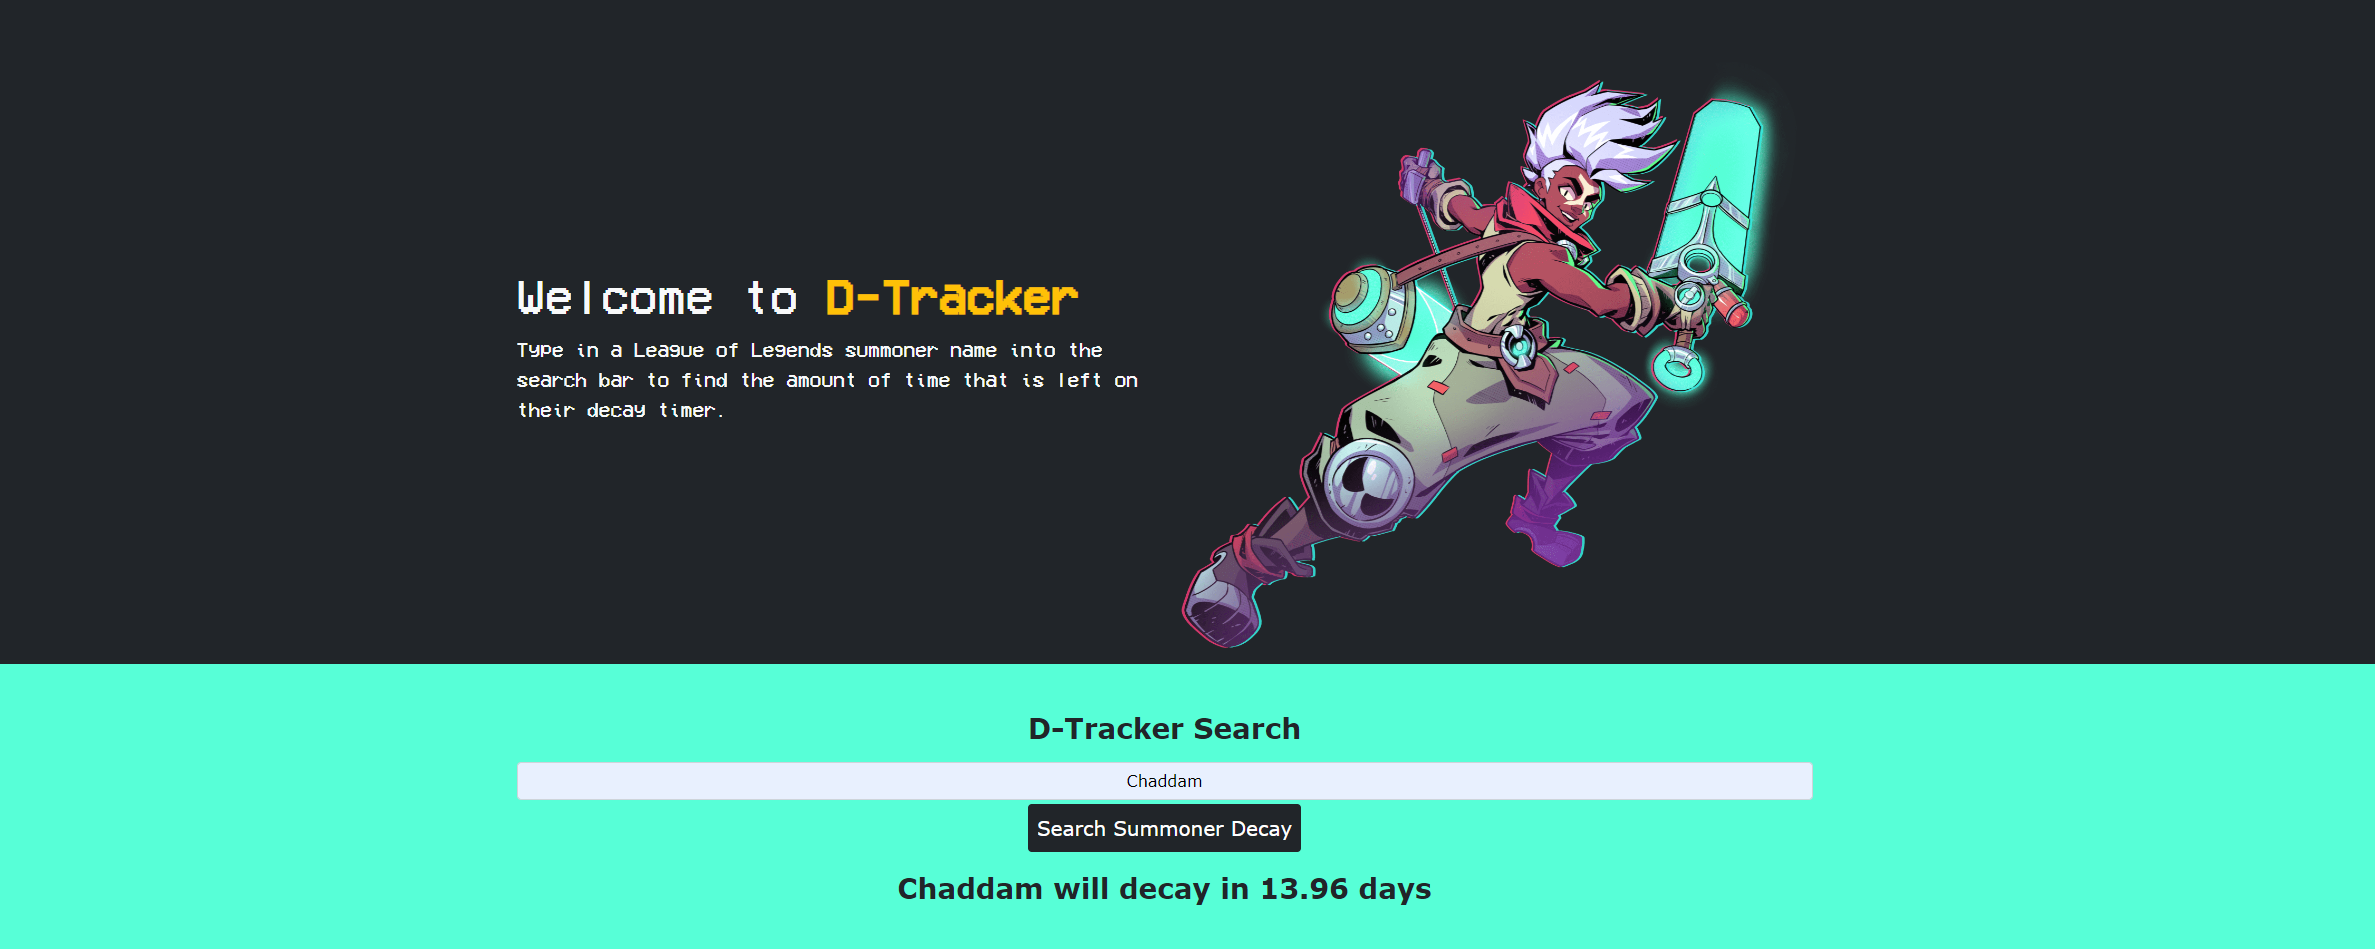 Welcome to D-Tracker
Type in a League of Legends summoner name into the
search bar to find the amount of time that is left on
their decay timer.
D-Tracker Search
Chaddam
Search Summoner Decay
Chaddam will decay in 13.96 days